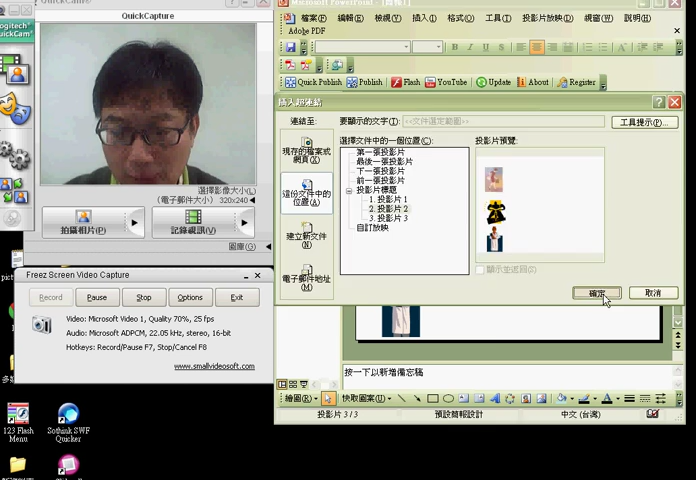 QuickCapture
Logitech
QuickCam
選擇影像大小(L)
(電子郵件大小) 320x240
拍攝相片(P)
記錄視訊(V)
圖庫(G)
Freez Screen Video Capture
Record
Pause
Stop
Options
Exit
Video: Microsoft Video 1, Quality 70%, 25 fps
Audio: Microsoft ADPCM, 22.05 kHz, stereo, 16-bit
Hotkeys: Record/Pause F7, Stop/Cancel F8
www.smallvideosoft.com
123 Flash
Menu
Sothink SWF
Quicker
檔案(F)
編輯(E)
檢視(V)
插入(I)
格式(O)
工具(T)
投影片放映(D)
視窗(W)
說明(H)
Adobe PDF
B I U S
Quick Publish
Publish
Flash
YouTube
Update
About
Register
插入超連結
連結至:
要顯示的文字(T):
<<文件選定範圍>>
工具提示(P)...
現存的檔案或
網頁(X)
這份文件中的
位置(A)
建立新文件
(N)
電子郵件地址
(M)
選擇文件中的一個位置(C):
第一張投影片
最後一張投影片
下一張投影片
前一張投影片
投影片標題
1. 投影片 1
2. 投影片 2
3. 投影片 3
自訂放映
投影片預覽:
顯示並返回(S)
確定
取消
按一下以新增備忘稿
繪圖(R)
快取圖案(U)
投影片 3 / 3
預設簡報設計
中文 (台灣)